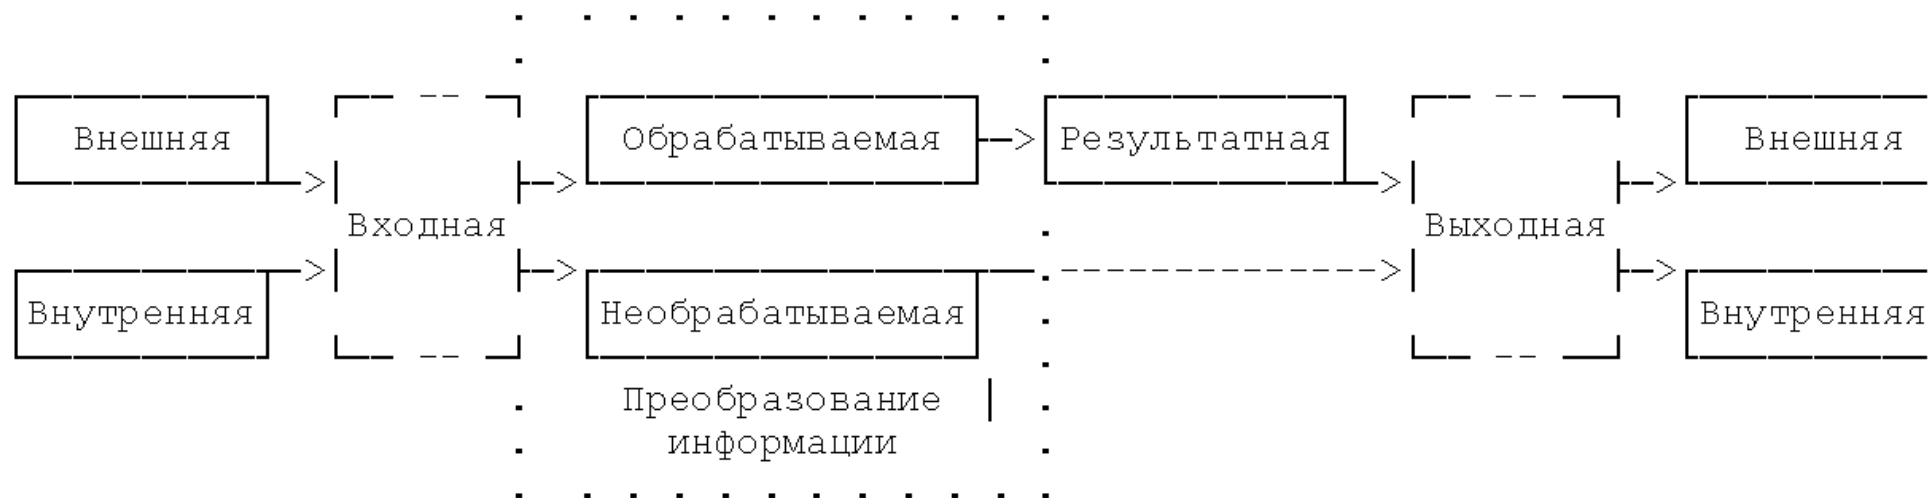 Внешняя
Обрабатываемая
Результатная
Внешняя
Входная
Выходная
Внутренняя
Необрабатываемая
Внутренняя
Преобразование
информации